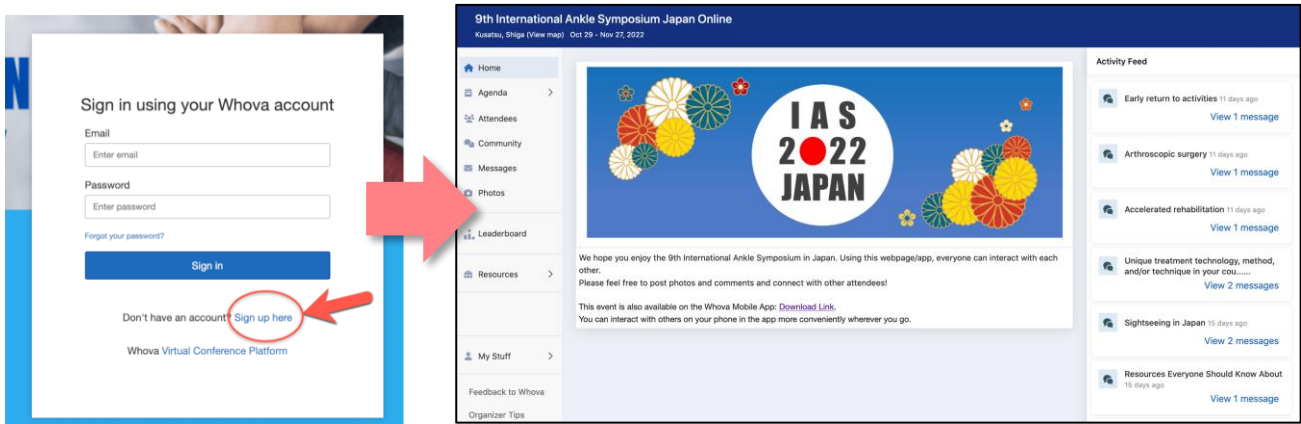 N
Sign in using your Whova account
Email
Enter email
Password
Enter password
Forgot your password?
Sign in
Don't have an account? Sign up here
Whova Virtual Conference Platform
9th International Ankle Symposium Japan Online
Kusatsu, Shiga (View map) Oct 29 - Nov 27, 2022
Home
Agenda
Attendees
Community
Messages
Photos
Leaderboard
Resources
My Stuff
Feedback to Whova
Organizer Tips
IAS
2022
JAPAN
We hope you enjoy the 9th International Ankle Symposium in Japan. Using this webpage/app, everyone can interact with each
other.
Please feel free to post photos and comments and connect with other attendees!
This event is also available on the Whova Mobile App: Download Link.
You can interact with others on your phone in the app more conveniently wherever you go.
Activity Feed
Early return to activities 11 days ago
View 1 message
Arthroscopic surgery 11 days ago
View 1 message
Accelerated rehabilitation 11 days ago
View 1 message
Unique treatment technology, method,
and/or technique in your cou......
View 2 messages
Sightseeing in Japan 15 days ago
View 2 messages
Resources Everyone Should Know About
15 days ago
View 1 message